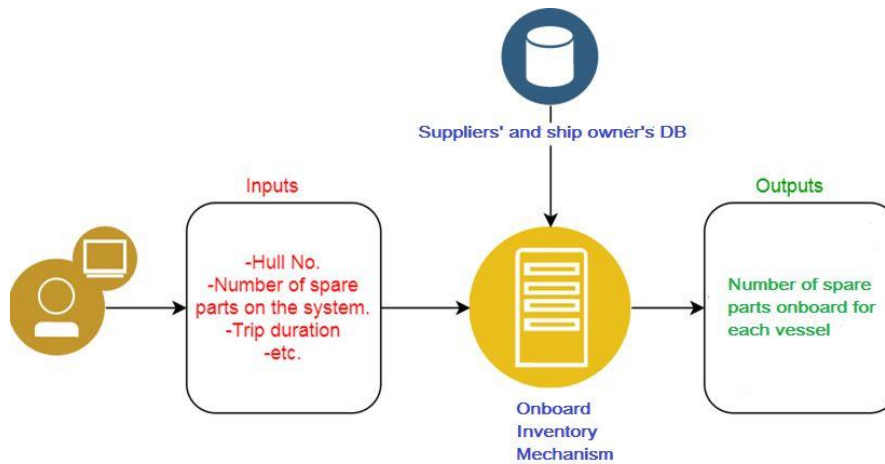 Suppliers' and ship owner's DB
Inputs
-Hull No.
-Number of spare
parts on the system.
-Trip duration
-etc.
Onboard
Inventory
Mechanism
Outputs
Number of spare
parts onboard for
each vessel